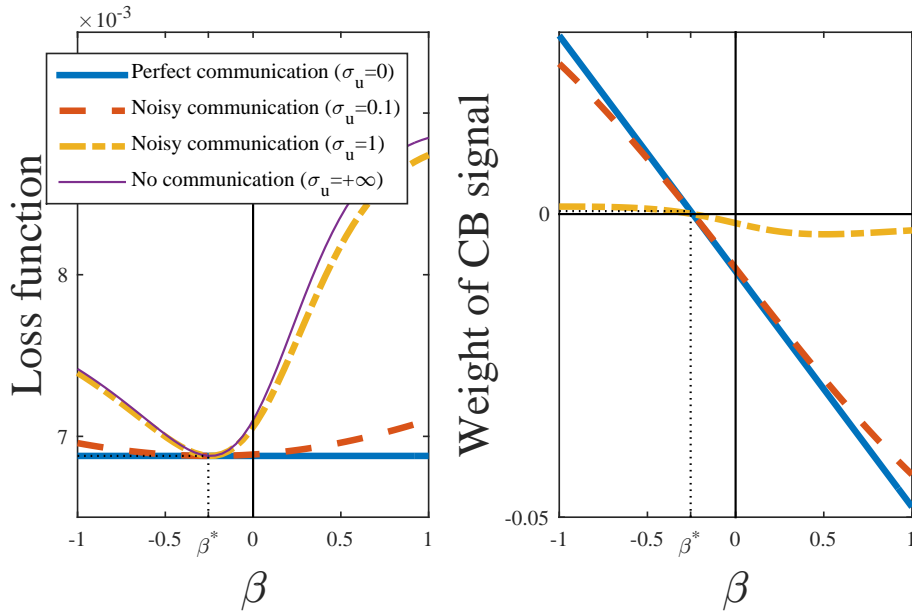 ×10⁻³
Perfect communication (σᵤ=0)
Noisy communication (σᵤ=0.1)
Noisy communication (σᵤ=1)
No communication (σᵤ=+∞)
Loss function
8
7
-1
-0.5
β*
0
0.5
1
β
Weight of CB signal
0
-0.05
-1
-0.5
β*
0
0.5
1
β